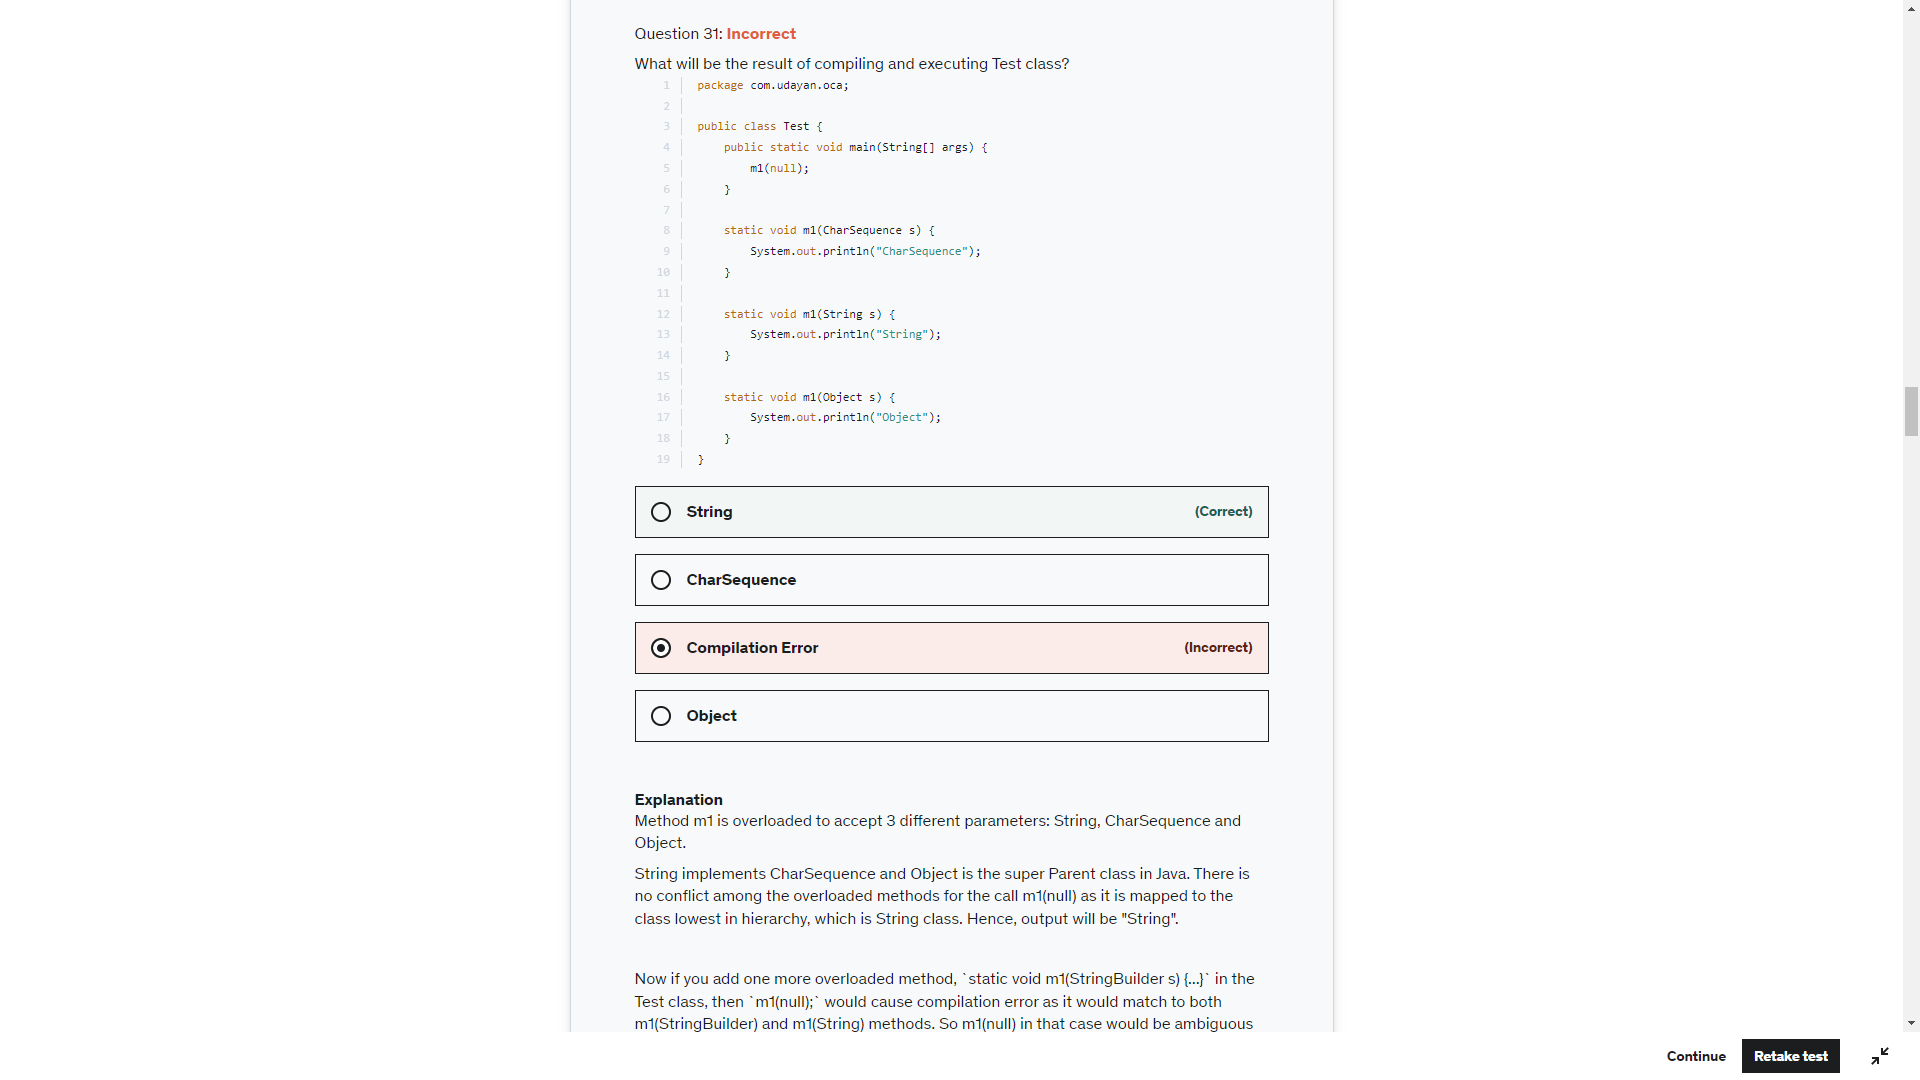 Question 31: Incorrect
What will be the result of compiling and executing Test class?
1 package com.udayan.oca;
2
3 public class Test {
4     public static void main(String[] args) {
5         m1(null);
6     }
7
8     static void m1(CharSequence s) {
9         System.out.println("CharSequence");
10     }
11
12     static void m1(String s) {
13         System.out.println("String");
14     }
15
16     static void m1(Object s) {
17         System.out.println("Object");
18     }
19 }
String (Correct)
CharSequence
Compilation Error (Incorrect)
Object
Explanation
Method m1 is overloaded to accept 3 different parameters: String, CharSequence and
Object.
String implements CharSequence and Object is the super Parent class in Java. There is
no conflict among the overloaded methods for the call m1(null) as it is mapped to the
class lowest in hierarchy, which is String class. Hence, output will be "String".
Now if you add one more overloaded method, `static void m1(StringBuilder s) {...}` in the
Test class, then `m1(null);` would cause compilation error as it would match to both
m1(StringBuilder) and m1(String) methods. So m1(null) in that case would be ambiguous
Continue Retake test